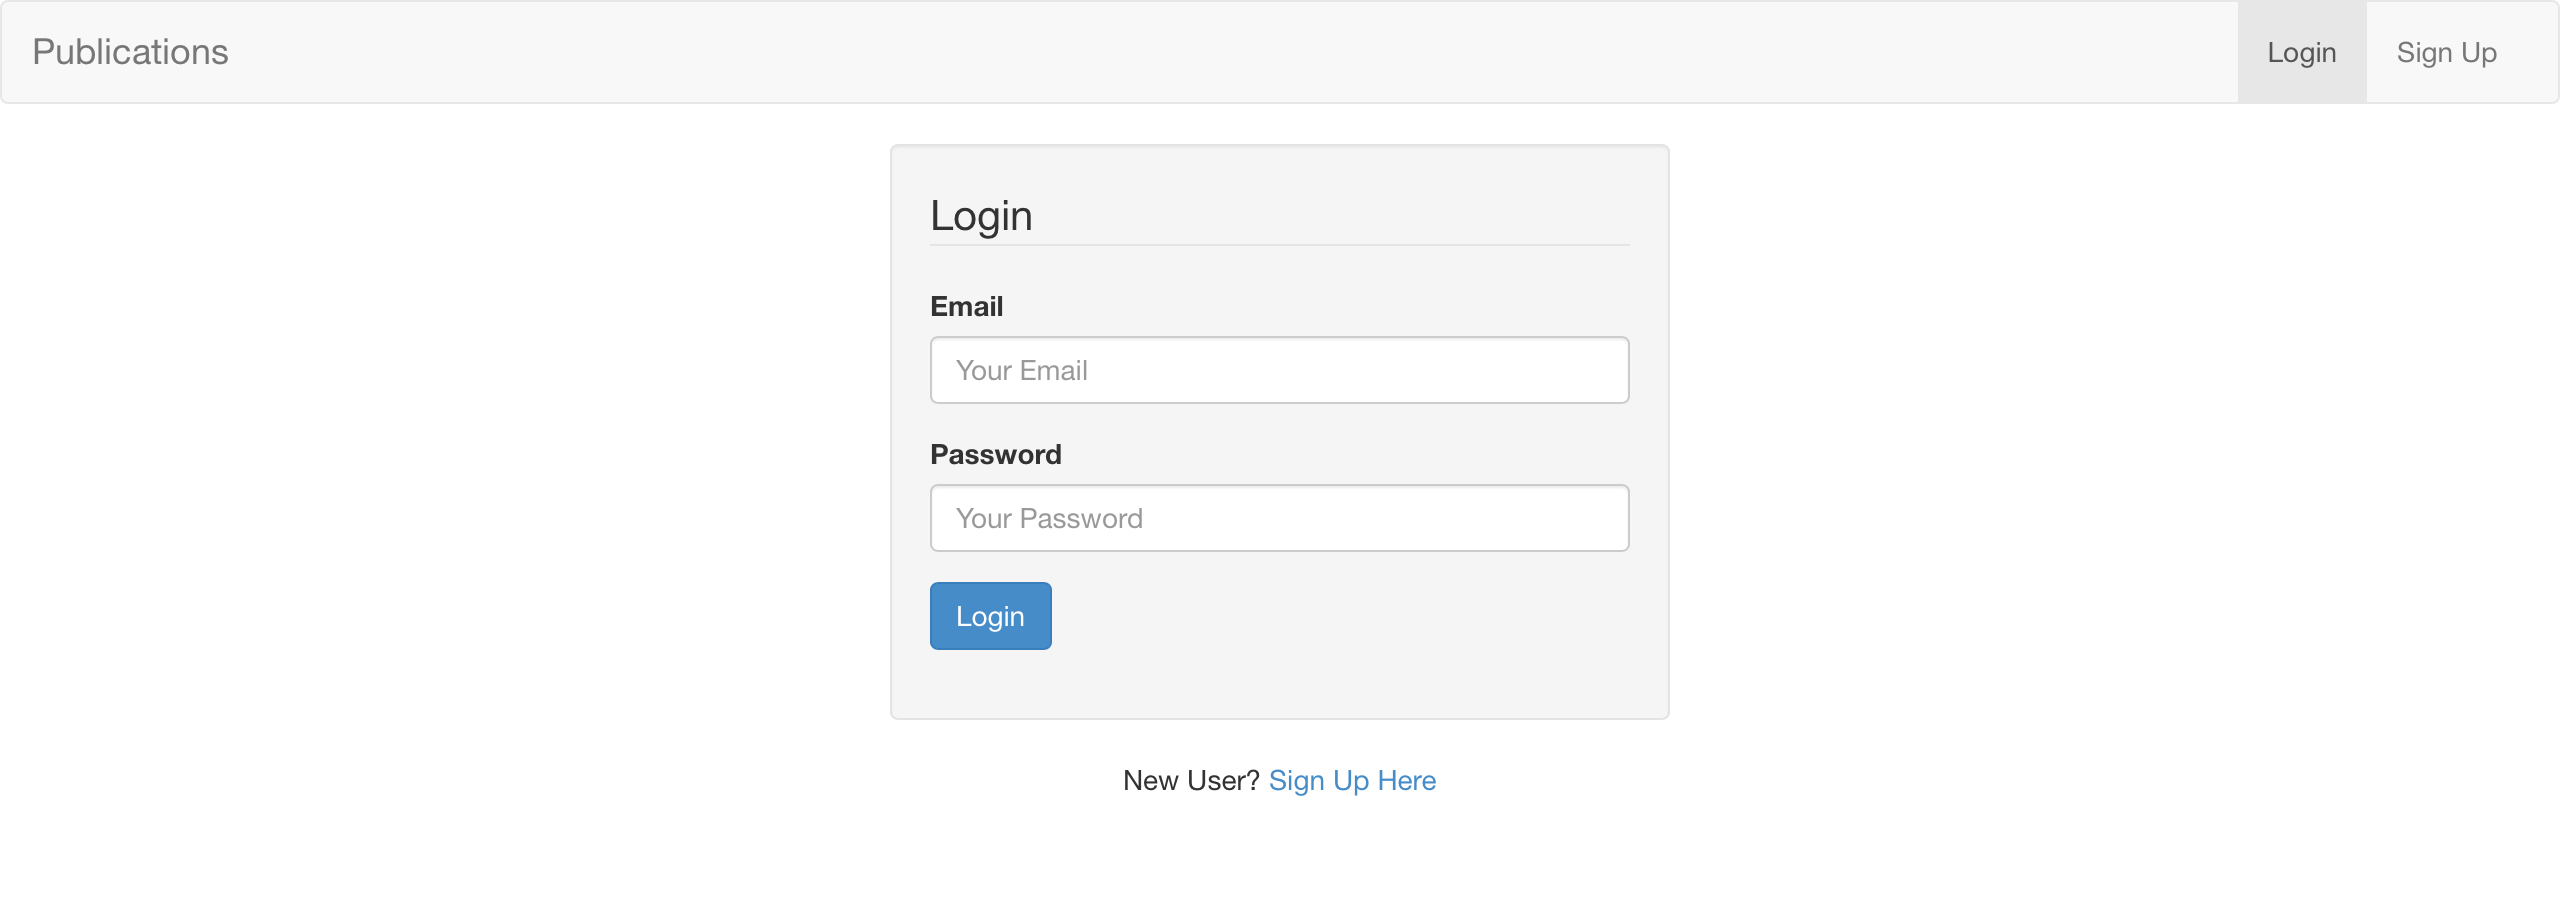 Publications Login Sign Up
Login
Email
Your Email
Password
Your Password
Login
New User? Sign Up Here